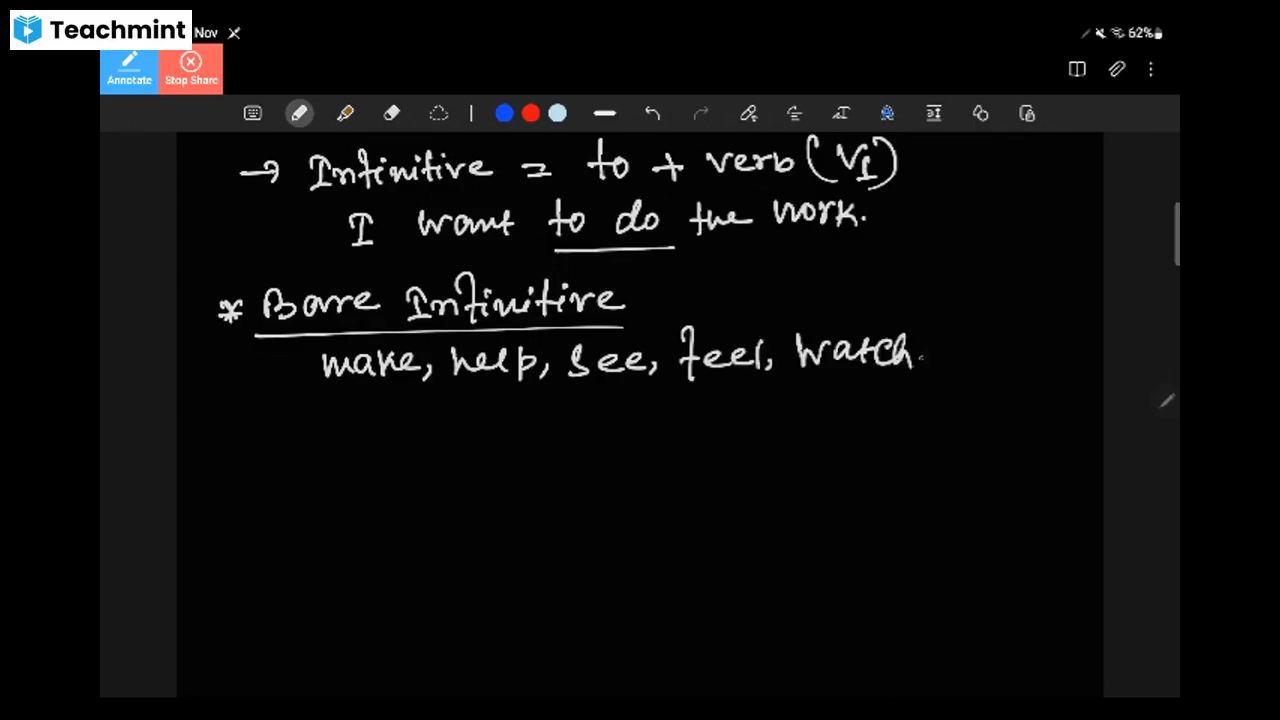 Teachmint
Nov
62%
Annotate
Stop Share
→ Infinitive = to + verb (V1)
I want to do the work.
* Bare Infinitive
make, help, see, feel, watch